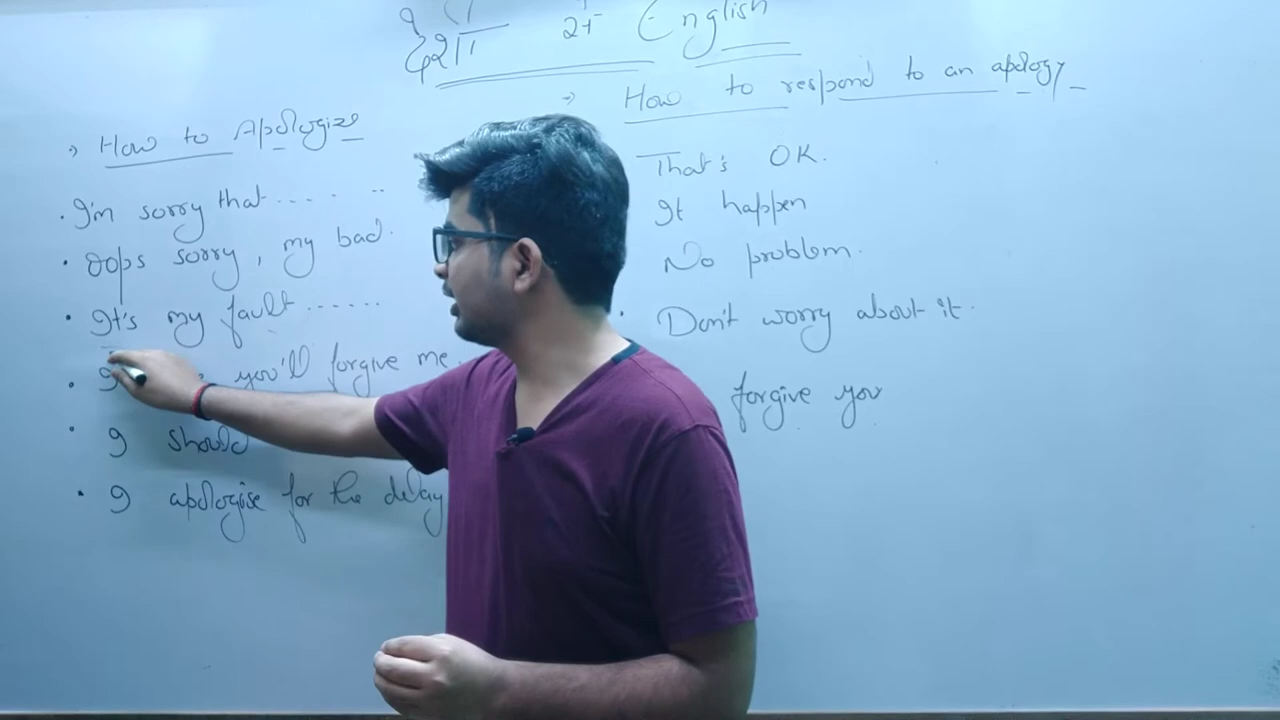 English
How to Apologize
I'm sorry that.... ..
Oops sorry, my bad.
It's my fault ......
you'll forgive me.
I should
I apologise for the delay
How to respond to an apology
That's OK.
It happen
No problem.
Don't worry about it.
forgive you